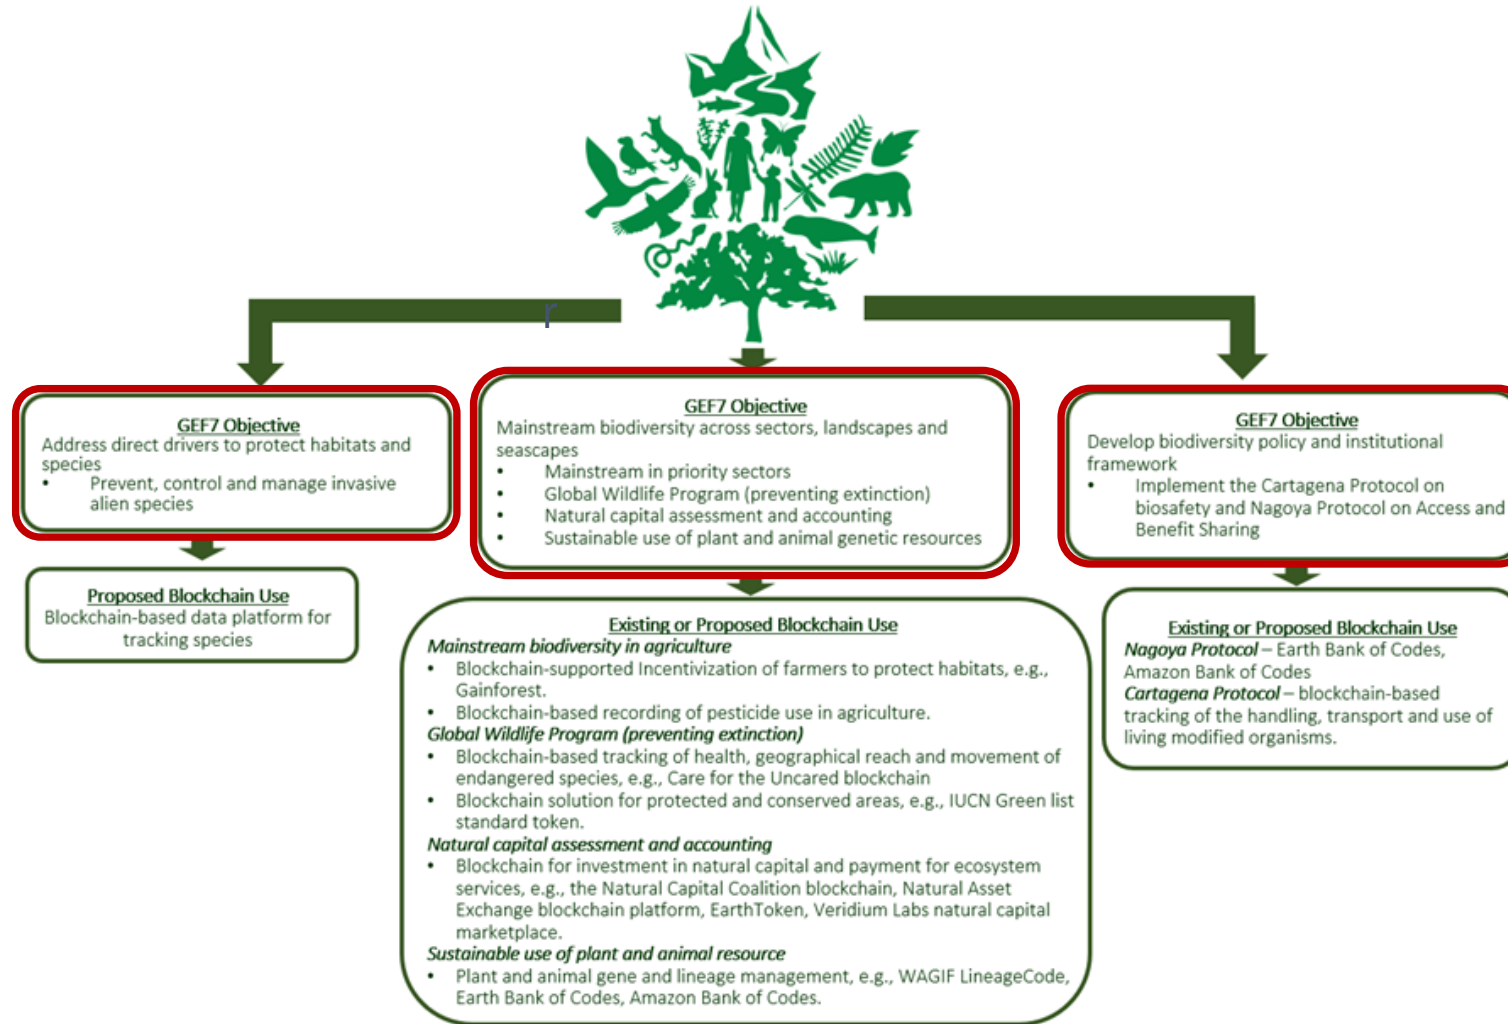 r
GEF7 Objective
Address direct drivers to protect habitats and
species
• Prevent, control and manage invasive
alien species
Proposed Blockchain Use
Blockchain-based data platform for
tracking species
GEF7 Objective
Mainstream biodiversity across sectors, landscapes and
seascapes
• Mainstream in priority sectors
• Global Wildlife Program (preventing extinction)
• Natural capital assessment and accounting
• Sustainable use of plant and animal genetic resources
Existing or Proposed Blockchain Use
Mainstream biodiversity in agriculture
• Blockchain-supported Incentivization of farmers to protect habitats, e.g.,
Gainforest.
• Blockchain-based recording of pesticide use in agriculture.
Global Wildlife Program (preventing extinction)
• Blockchain-based tracking of health, geographical reach and movement of
endangered species, e.g., Care for the Uncared blockchain
• Blockchain solution for protected and conserved areas, e.g., IUCN Green list
standard token.
Natural capital assessment and accounting
• Blockchain for investment in natural capital and payment for ecosystem
services, e.g., the Natural Capital Coalition blockchain, Natural Asset
Exchange blockchain platform, EarthToken, Veridium Labs natural capital
marketplace.
Sustainable use of plant and animal resource
• Plant and animal gene and lineage management, e.g., WAGIF LineageCode,
Earth Bank of Codes, Amazon Bank of Codes.
GEF7 Objective
Develop biodiversity policy and institutional
framework
• Implement the Cartagena Protocol on
biosafety and Nagoya Protocol on Access and
Benefit Sharing
Existing or Proposed Blockchain Use
Nagoya Protocol – Earth Bank of Codes,
Amazon Bank of Codes
Cartagena Protocol – blockchain-based
tracking of the handling, transport and use of
living modified organisms.